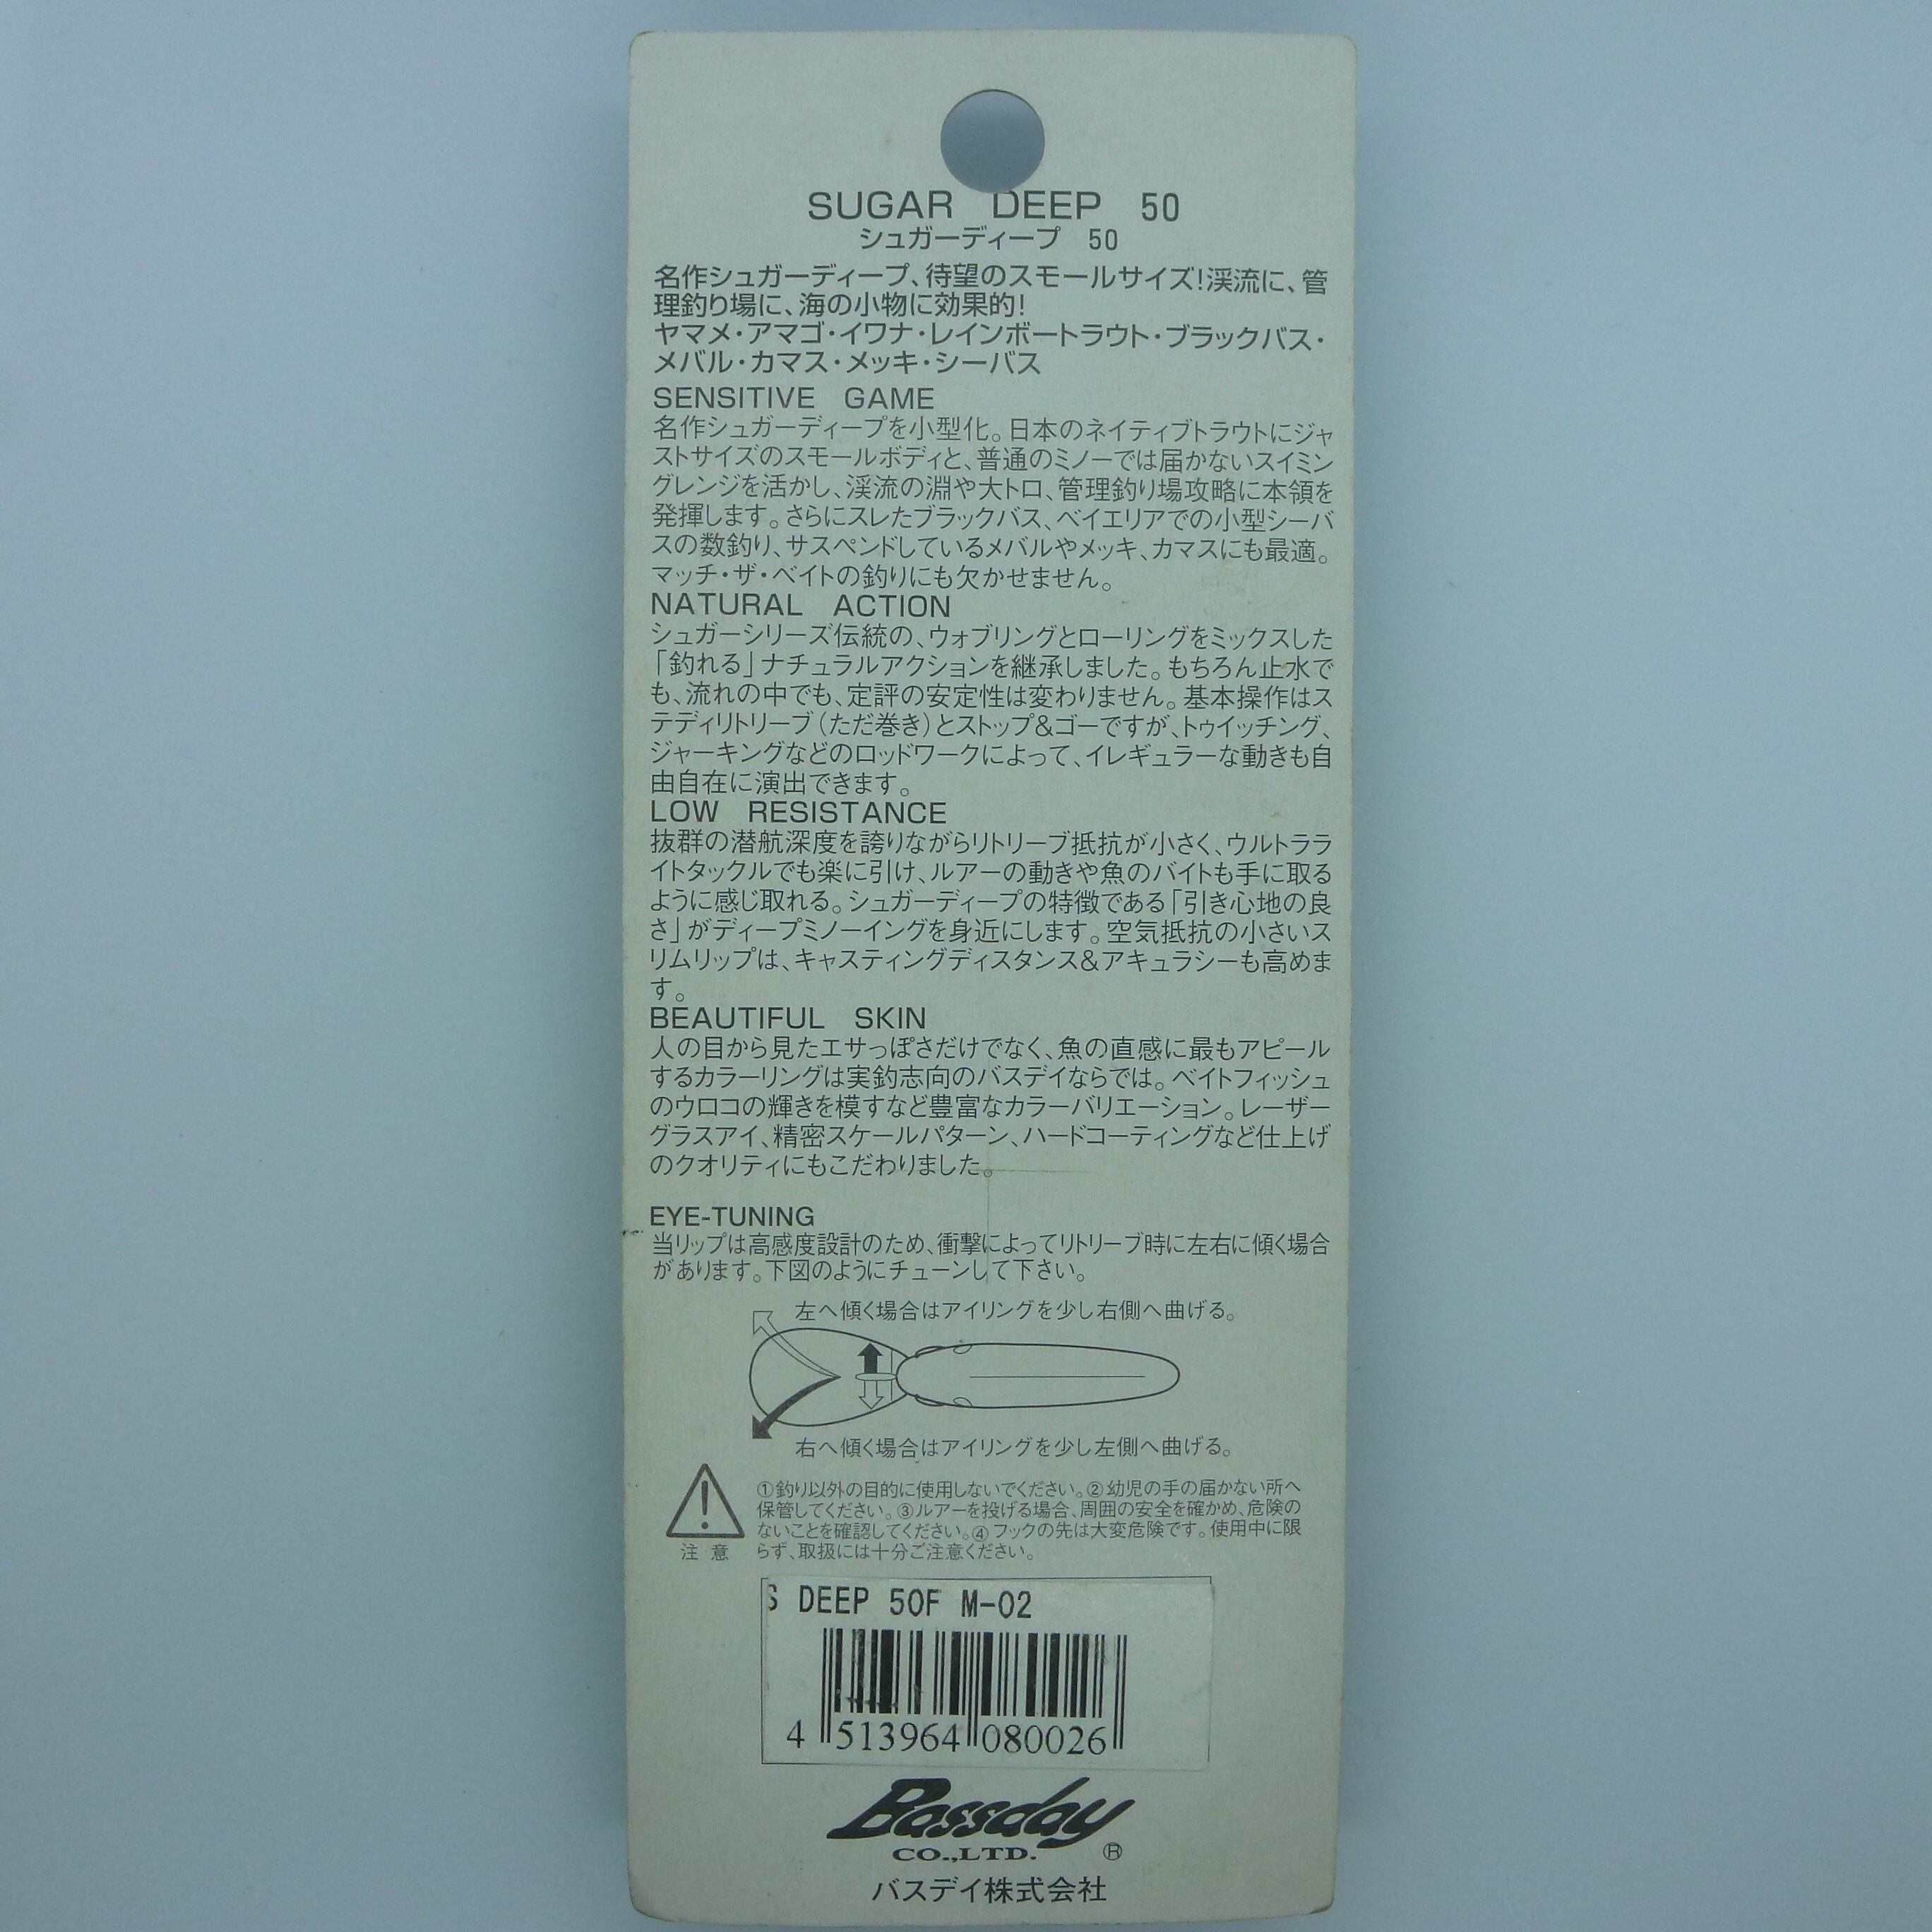 SUGAR DEEP 50
シュガーディープ 50
名作シュガーディープ、待望のスモールサイズ!渓流に、管
理釣り場に、海の小物に効果的!
ヤマメ・アマゴ・イワナ・レインボートラウト・ブラックバス・
メバル・カマス・メッキ・シーバス
SENSITIVE GAME
名作シュガーディープを小型化。日本のネイティブトラウトにジャ
ストサイズのスモールボディと、普通のミノーでは届かないスイミン
グレンジを活かし、渓流の淵や大トロ、管理釣り場攻略に本領を
発揮します。さらにスレたブラックバス、ベイエリアでの小型シーバ
スの数釣り、サスペンドしているメバルやメッキ、カマスにも最適。
マッチ・ザ・ベイトの釣りにも欠かせません。
NATURAL ACTION
シュガーシリーズ伝統の、ウォブリングとローリングをミックスした
「釣れる」ナチュラルアクションを継承しました。もちろん止水で
も、流れの中でも、定評の安定性は変わりません。基本操作はス
テディリトリーブ(ただ巻き)とストップ&ゴーですが、トゥイッチング、
ジャーキングなどのロッドワークによって、イレギュラーな動きも自
由自在に演出できます。
LOW RESISTANCE
抜群の潜航深度を誇りながらリトリーブ抵抗が小さく、ウルトララ
イトタックルでも楽に引け、ルアーの動きや魚のバイトも手に取る
ように感じ取れる。シュガーディープの特徴である「引き心地の良
さ」がディープミノーイングを身近にします。空気抵抗の小さいス
リムリップは、キャスティングディスタンス&アキュラシーも高めま
す。
BEAUTIFUL SKIN
人の目から見たエサっぽさだけでなく、魚の直感に最もアピール
するカラーリングは実釣志向のバスデイならでは。ベイトフィッシュ
のウロコの輝きを模すなど豊富なカラーバリエーション。レーザー
グラスアイ、精密スケールパターン、ハードコーティングなど仕上げ
のクオリティにもこだわりました。
EYE-TUNING
当リップは高感度設計のため、衝撃によってリトリーブ時に左右に傾く場合
があります。下図のようにチューンして下さい。
左へ傾く場合はアイリングを少し右側へ曲げる。
右へ傾く場合はアイリングを少し左側へ曲げる。
①釣り以外の目的に使用しないでください。②幼児の手の届かない所へ
保管してください。③ルアーを投げる場合、周囲の安全を確かめ、危険の
ないことを確認してください。④フックの先は大変危険です。使用中に限
らず、取扱には十分ご注意ください。
注意
S DEEP 50F M-02
4 513964 080026
Bassday
CO.,LTD. ®
バスデイ株式会社